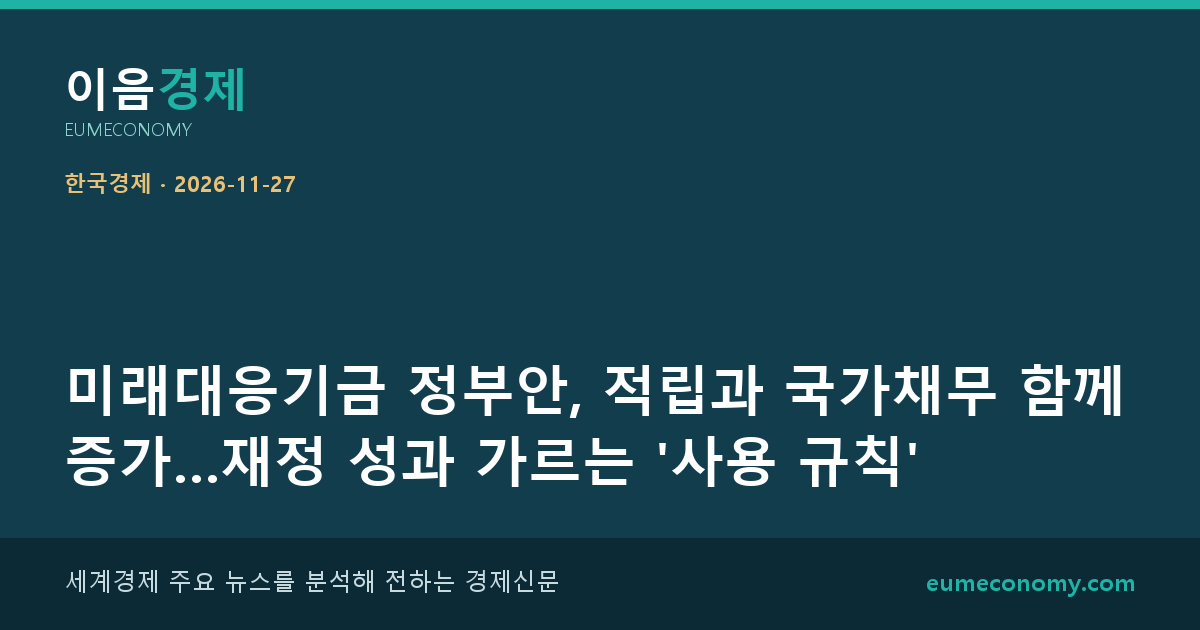 이음경제
EUMECONOMY
한국경제 · 2026-11-27
미래대응기금 정부안, 적립과 국가채무 함께
증가...재정 성과 가르는 '사용 규칙'
세계경제 주요 뉴스를 분석해 전하는 경제신문
eumeconomy.com